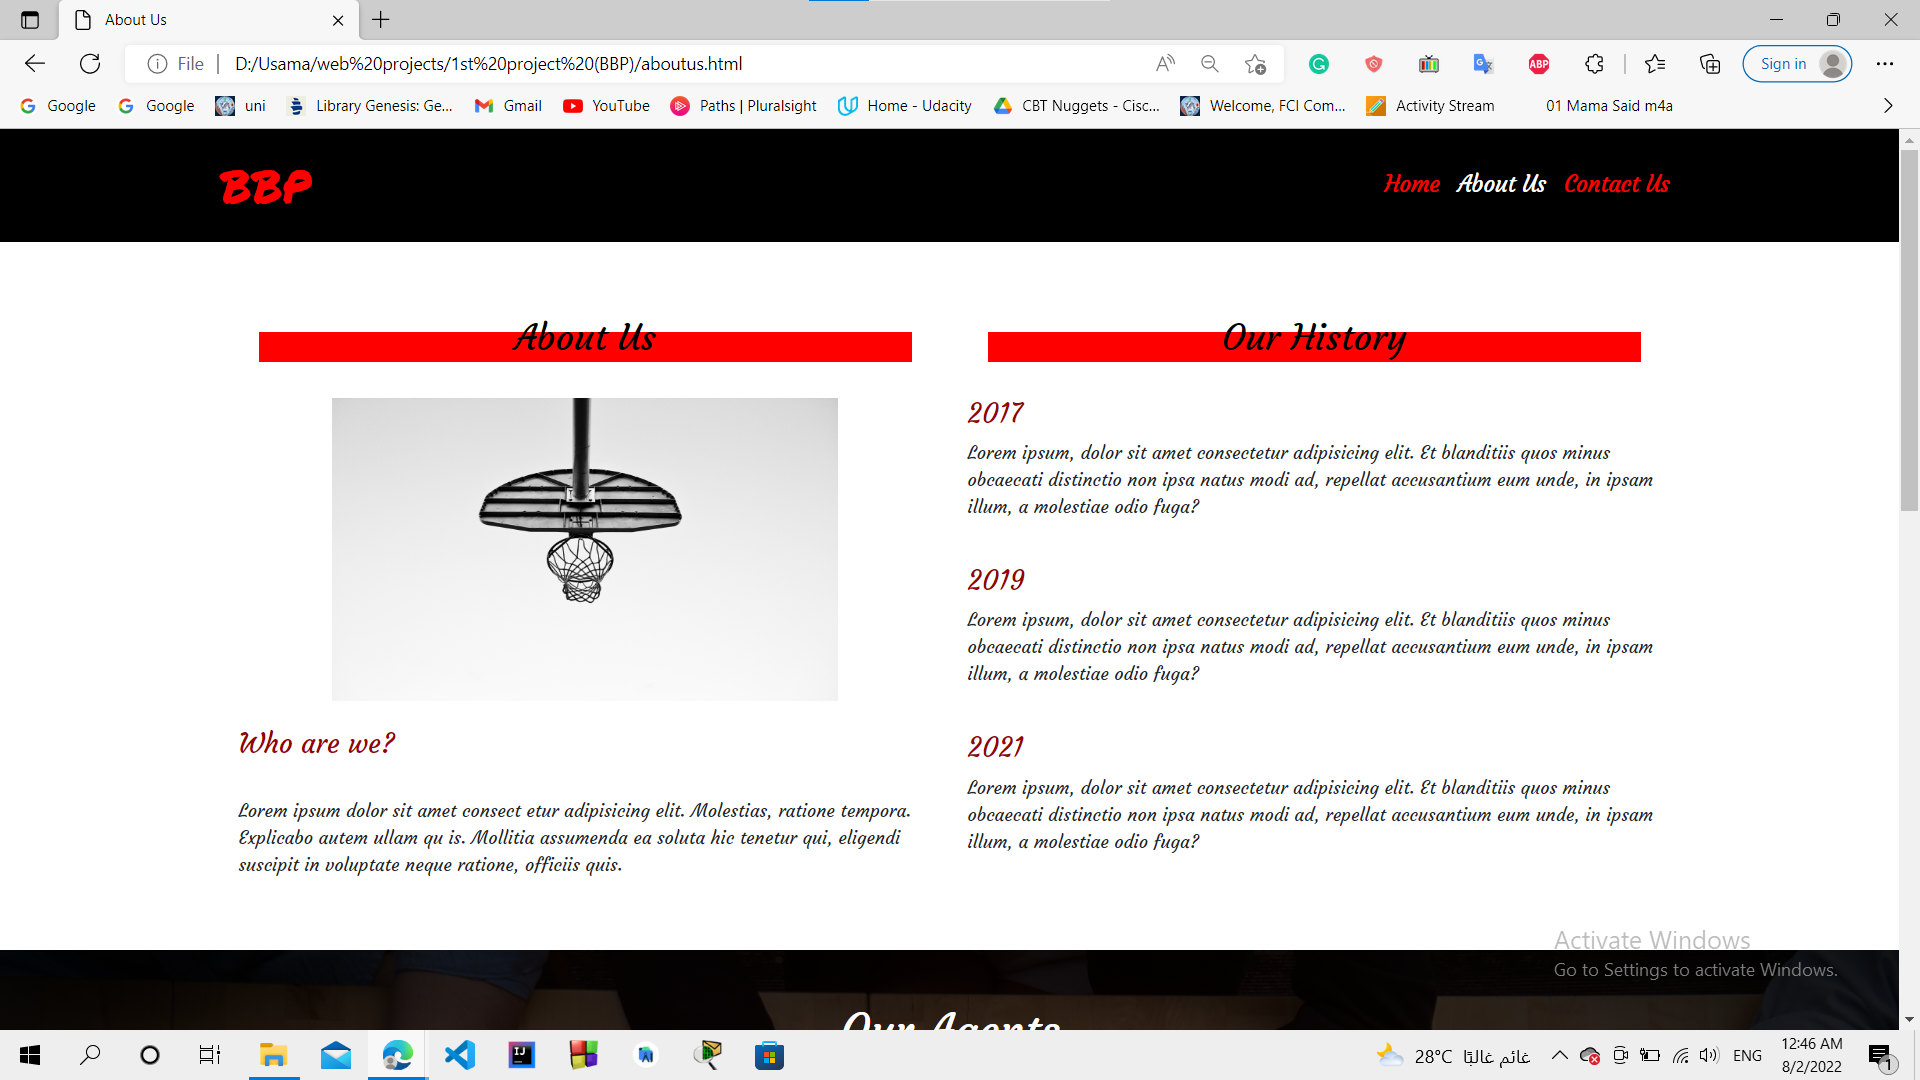 About Us
File
D:/Usama/web%20projects/1st%20project%20(BBP)/aboutus.html
ABP
Sign in
Google
Google
uni
Library Genesis: Ge...
Gmail
YouTube
Paths | Pluralsight
Home - Udacity
CBT Nuggets - Cisc...
Welcome, FCI Com...
Activity Stream
01 Mama Said m4a
BBP
Home
About Us
Contact Us
About Us
Who are we?
Lorem ipsum dolor sit amet consect etur adipisicing elit. Molestias, ratione tempora.
Explicabo autem ullam qu is. Mollitia assumenda ea soluta hic tenetur qui, eligendi
suscipit in voluptate neque ratione, officiis quis.
Our History
2017
Lorem ipsum, dolor sit amet consectetur adipisicing elit. Et blanditiis quos minus
obcaecati distinctio non ipsa natus modi ad, repellat accusantium eum unde, in ipsam
illum, a molestiae odio fuga?
2019
Lorem ipsum, dolor sit amet consectetur adipisicing elit. Et blanditiis quos minus
obcaecati distinctio non ipsa natus modi ad, repellat accusantium eum unde, in ipsam
illum, a molestiae odio fuga?
2021
Lorem ipsum, dolor sit amet consectetur adipisicing elit. Et blanditiis quos minus
obcaecati distinctio non ipsa natus modi ad, repellat accusantium eum unde, in ipsam
illum, a molestiae odio fuga?
Activate Windows
Go to Settings to activate Windows.
Our Agents
IJ
28°C غائم غالبًا
ENG
12:46 AM
8/2/2022
1